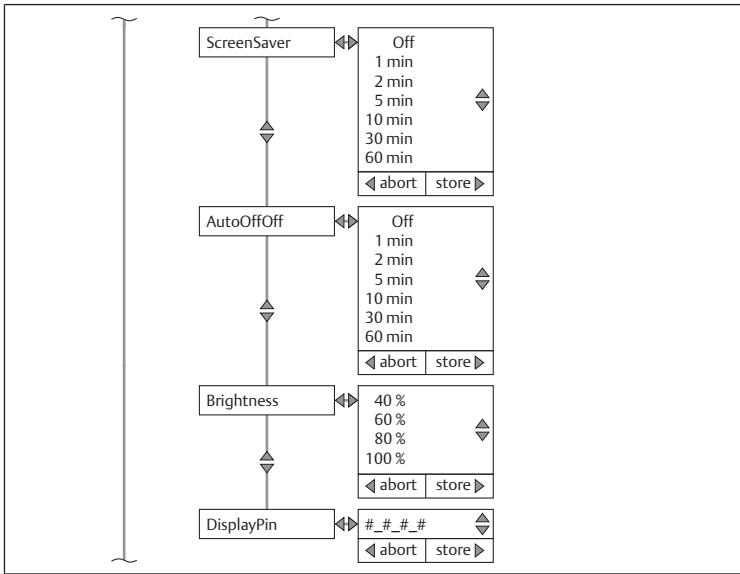 ScreenSaver
Off
1 min
2 min
5 min
10 min
30 min
60 min
abort store
AutoOffOff
Off
1 min
2 min
5 min
10 min
30 min
60 min
abort store
Brightness
40 %
60 %
80 %
100 %
abort store
DisplayPin
#_#_#_#
abort store